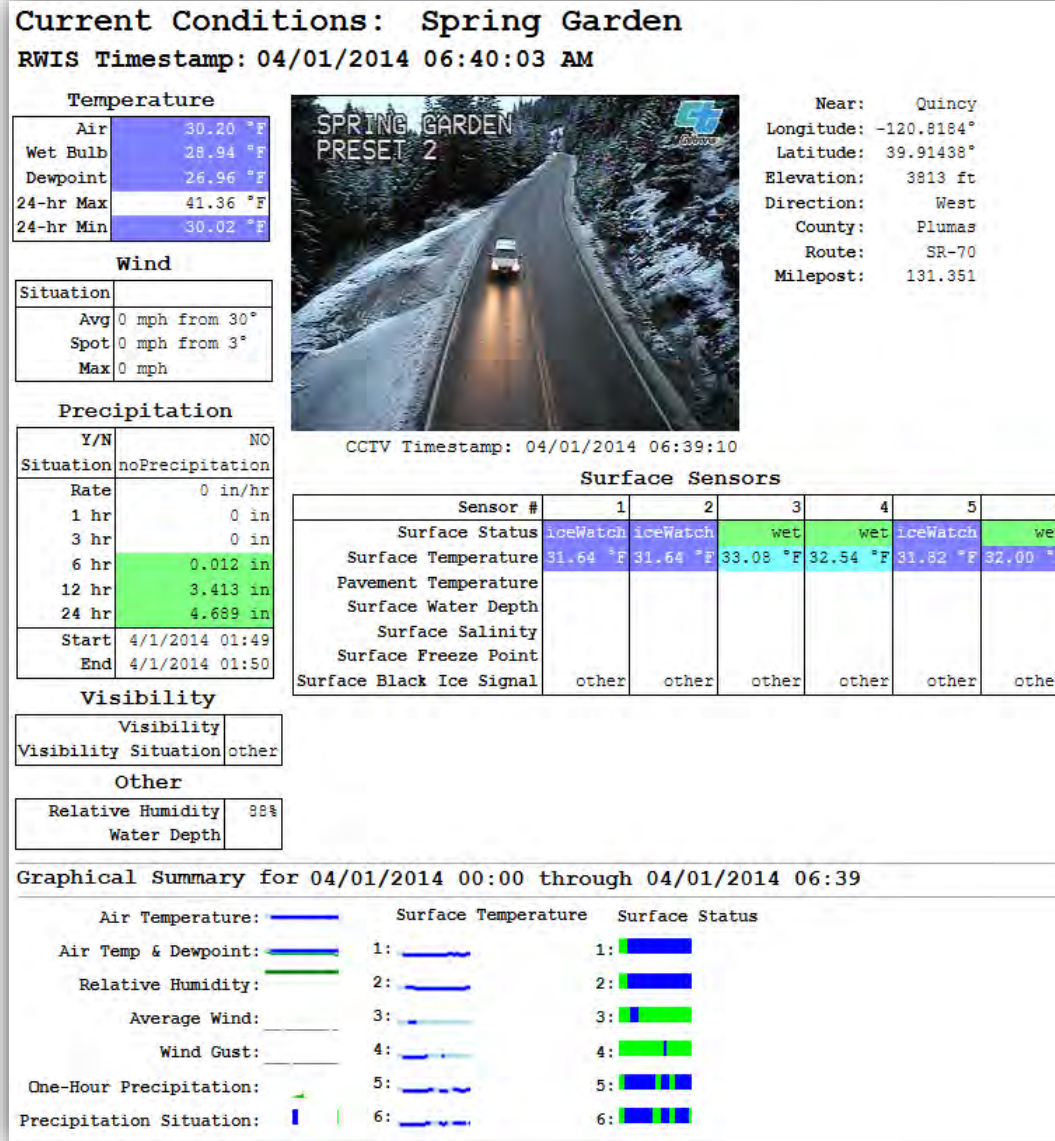 Current Conditions: Spring Garden
RWIS Timestamp: 04/01/2014 06:40:03 AM
Temperature
Air 30.20 °F
Wet Bulb 28.94 °F
Dewpoint 26.96 °F
24-hr Max 41.36 °F
24-hr Min 30.02 °F
Wind
Situation
Avg 0 mph from 30°
Spot 0 mph from 3°
Max 0 mph
Precipitation
Y/N NO
Situation noPrecipitation
Rate 0 in/hr
1 hr 0 in
3 hr 0 in
6 hr 0.012 in
12 hr 3.413 in
24 hr 4.689 in
Start 4/1/2014 01:49
End 4/1/2014 01:50
Visibility
Visibility
Visibility Situation other
Other
Relative Humidity 88%
Water Depth
SPRING GARDEN
PRESET 2
CCTV Timestamp: 04/01/2014 06:39:10
Near: Quincy
Longitude: -120.8184°
Latitude: 39.91438°
Elevation: 3813 ft
Direction: West
County: Plumas
Route: SR-70
Milepost: 131.351
Surface Sensors
Sensor # 1 2 3 4 5
Surface Status iceWatch iceWatch wet wet iceWatch we
Surface Temperature 31.64 °F 31.64 °F 33.08 °F 32.54 °F 31.82 °F 32.00 °
Pavement Temperature
Surface Water Depth
Surface Salinity
Surface Freeze Point
Surface Black Ice Signal other other other other other othe
Graphical Summary for 04/01/2014 00:00 through 04/01/2014 06:39
Air Temperature:
Air Temp & Dewpoint:
Relative Humidity:
Average Wind:
Wind Gust:
One-Hour Precipitation:
Precipitation Situation:
Surface Temperature
1:
2:
3:
4:
5:
6:
Surface Status
1:
2:
3:
4:
5:
6: